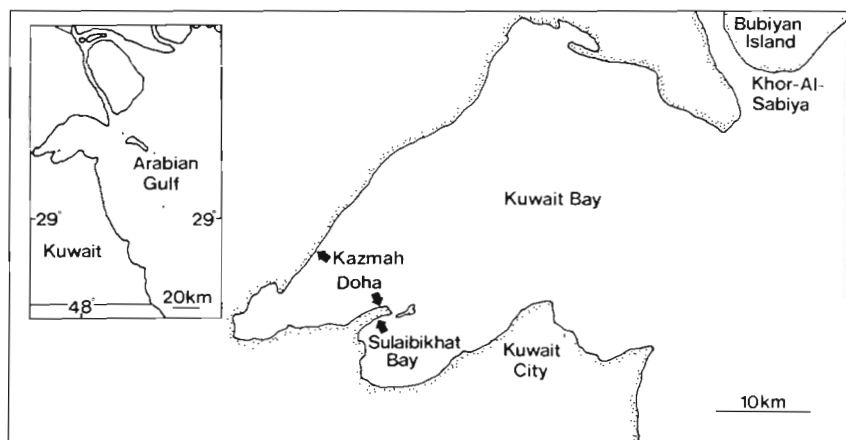 Arabian
Gulf
29°
29°
Kuwait
48°
20km
Bubiyan
Island
Khor-Al-
Sabiya
Kuwait Bay
Kazmah
Doha
Sulaibikhat
Bay
Kuwait
City
10km